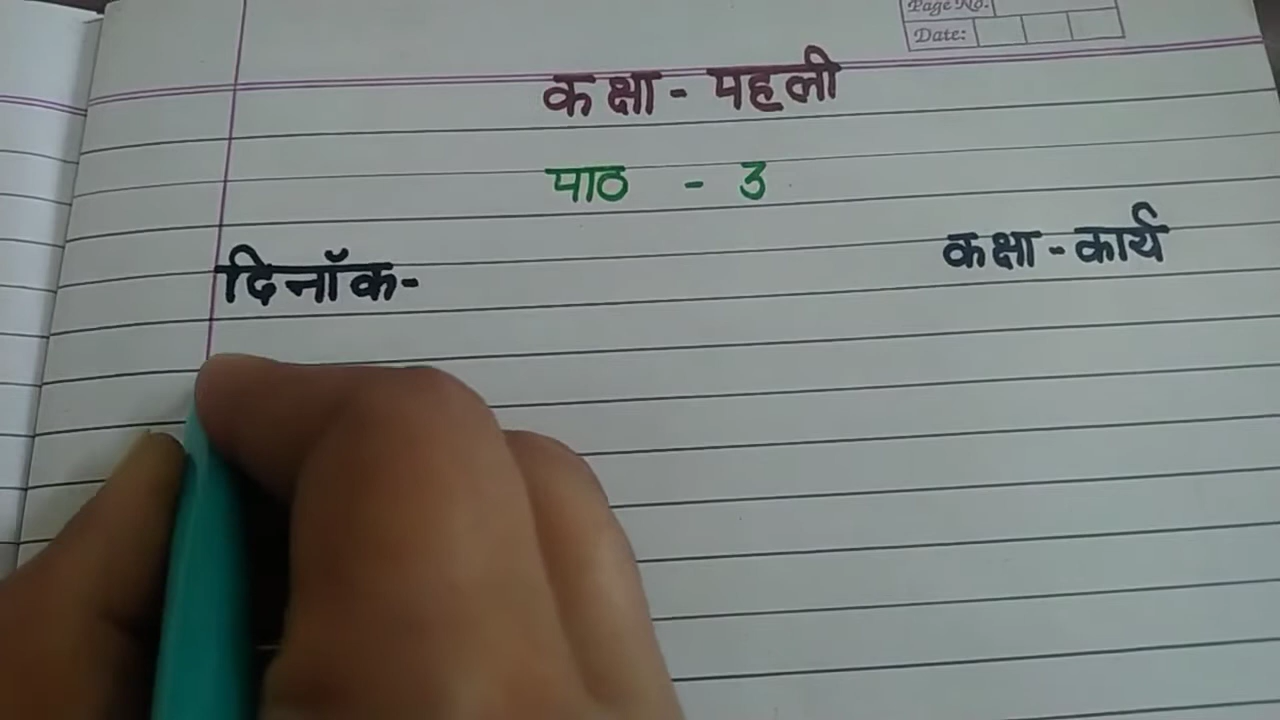 Page No.
Date:
कक्षा - पहली
पाठ - 3
कक्षा - कार्य
दिनॉक-